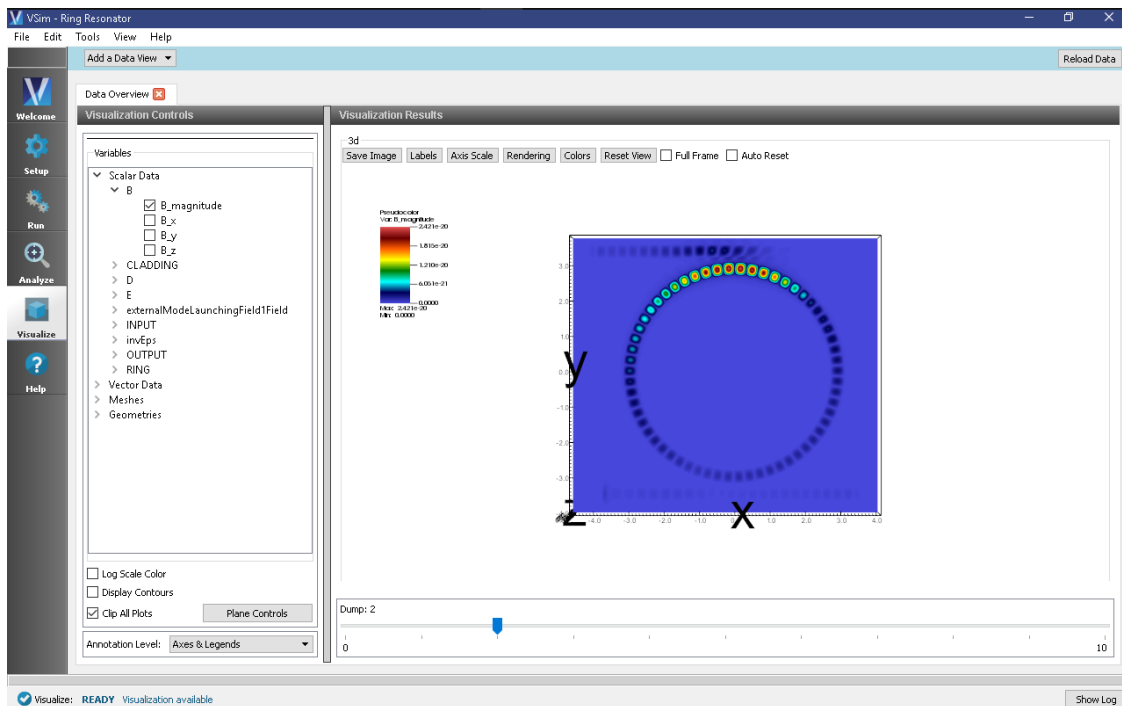 VSim - Ring Resonator
File Edit Tools View Help
Add a Data View
Reload Data
Data Overview
Welcome
Setup
Run
Analyze
Visualize
Help
Visualization Controls
Variables
Scalar Data
B
B_magnitude
B_x
B_y
B_z
CLADDING
D
E
externalModeLaunchingField1Field
INPUT
invEps
OUTPUT
RING
Vector Data
Meshes
Geometries
Log Scale Color
Display Contours
Clip All Plots
Plane Controls
Annotation Level: Axes & Legends
Visualization Results
3d
Save Image Labels Axis Scale Rendering Colors Reset View Full Frame Auto Reset
Pseudocolor
Var: B_magnitude
2.421e-20
1.815e-20
1.210e-20
6.051e-21
0.0000
Max: 2.421e-20
Min: 0.0000
3.0
2.0
1.0
0.0
-1.0
-2.0
-3.0
y
z
-4.0 -3.0 -2.0 -1.0 1.0 2.0 3.0 4.0
x
Dump: 2
0 10
Visualize: READY Visualization available
Show Log